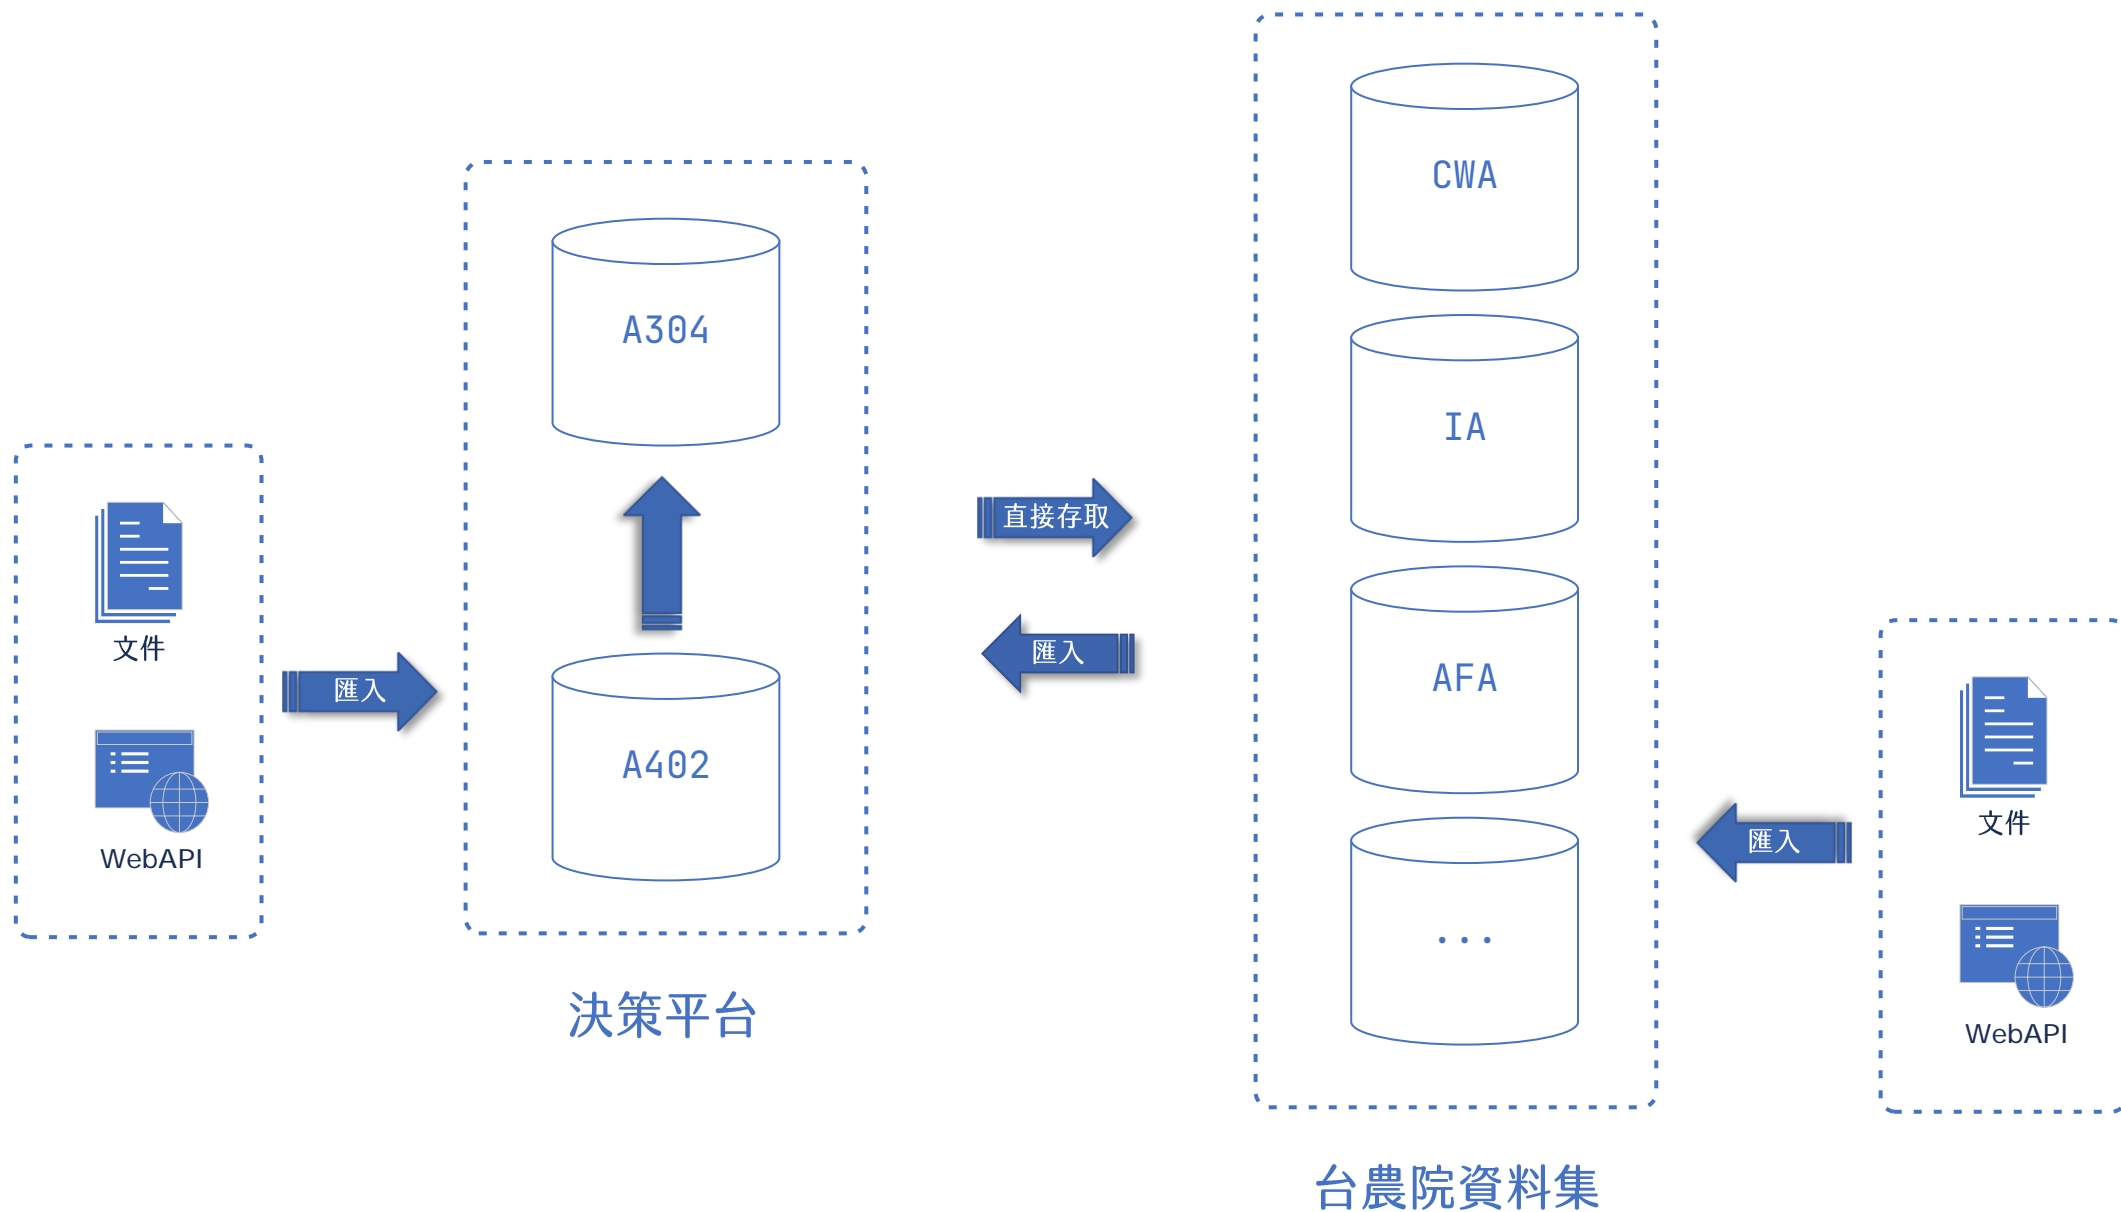 文件
WebAPI
匯入
A304
A402
決策平台
直接存取
匯入
CWA
IA
AFA
...
台農院資料集
匯入
文件
WebAPI